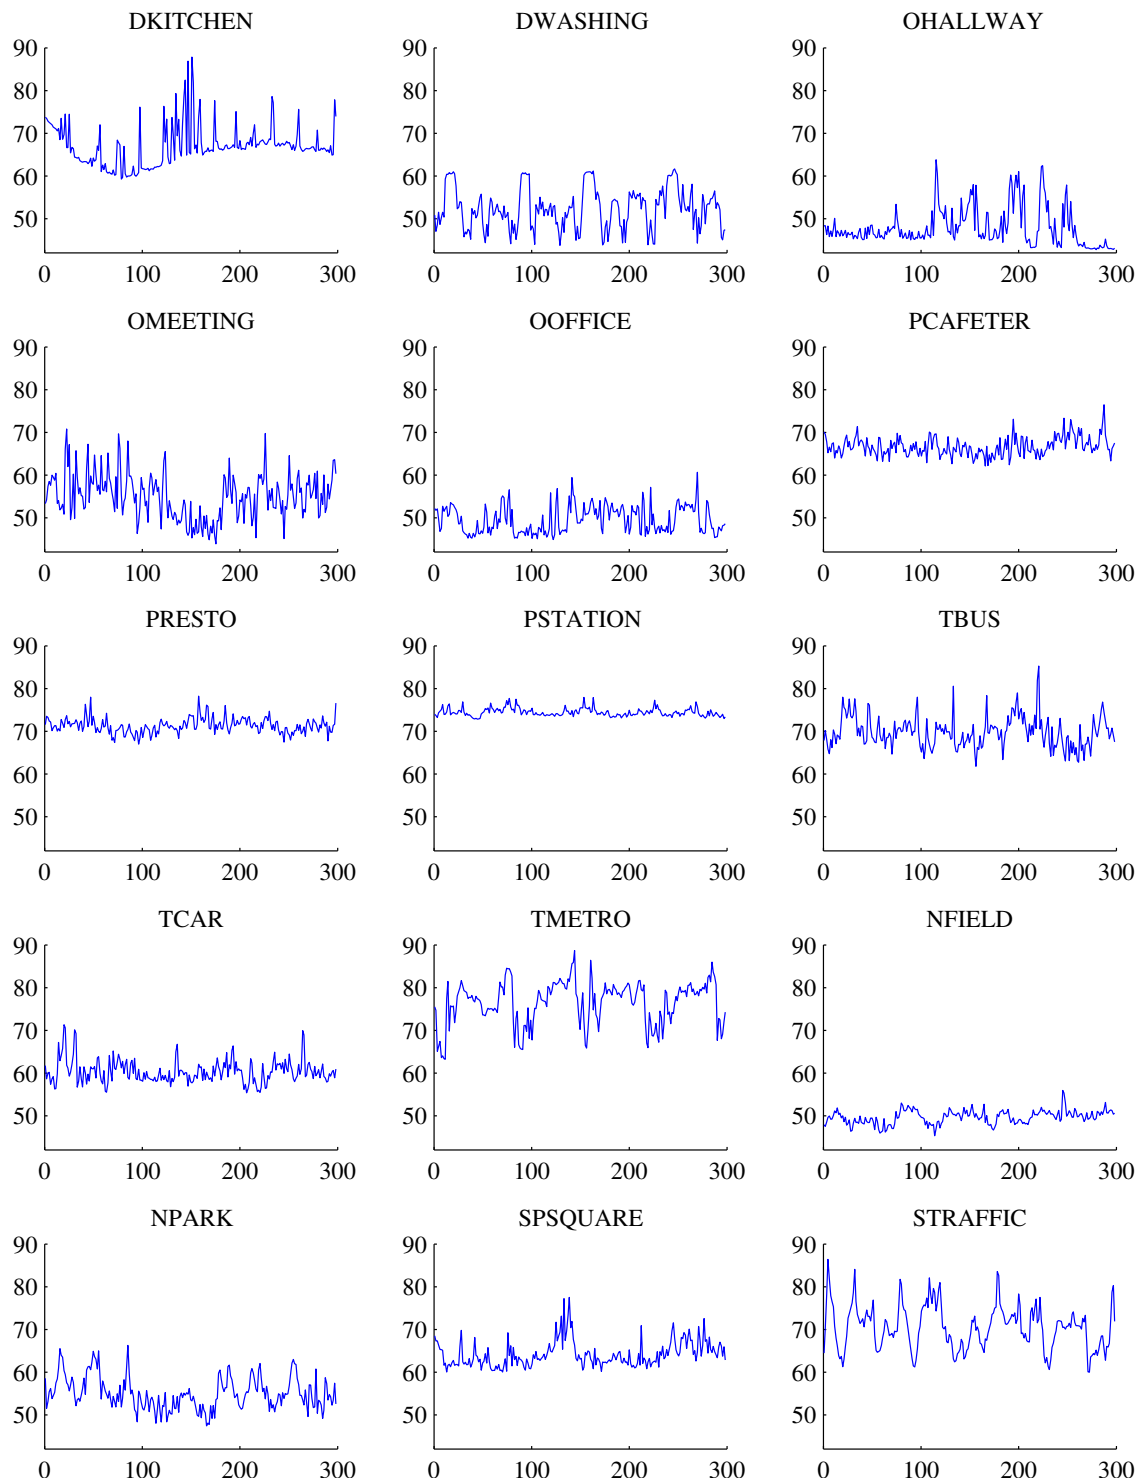 DKITCHEN DWASHING OHALLWAY
90 90 90
80 80 80
70 70 70
60 60 60
50 50 50
0 100 200 300 0 100 200 300 0 100 200 300
OMEETING OOFFICE PCAFETER
90 90 90
80 80 80
70 70 70
60 60 60
50 50 50
0 100 200 300 0 100 200 300 0 100 200 300
PRESTO PSTATION TBUS
90 90 90
80 80 80
70 70 70
60 60 60
50 50 50
0 100 200 300 0 100 200 300 0 100 200 300
TCAR TMETRO NFIELD
90 90 90
80 80 80
70 70 70
60 60 60
50 50 50
0 100 200 300 0 100 200 300 0 100 200 300
NPARK SPSQUARE STRAFFIC
90 90 90
80 80 80
70 70 70
60 60 60
50 50 50
0 100 200 300 0 100 200 300 0 100 200 300